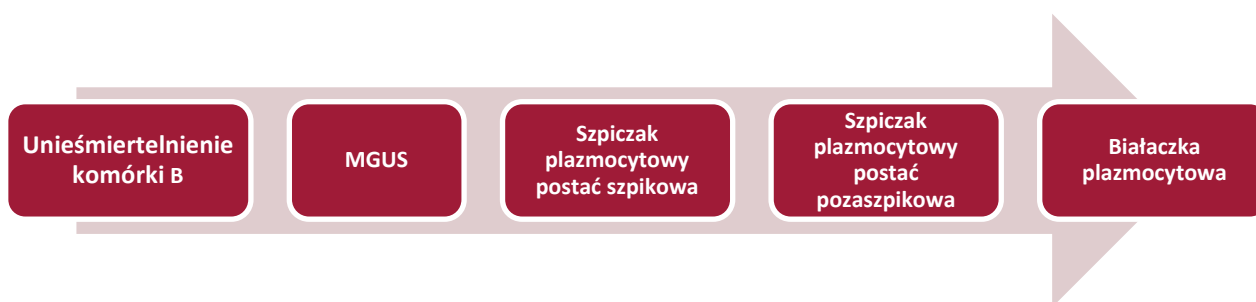 Unieśmiertelnienie
komórki B
MGUS
Szpiczak
plazmocytowy
postać szpikowa
Szpiczak
plazmocytowy
postać
pozaszpikowa
Białaczka
plazmocytowa